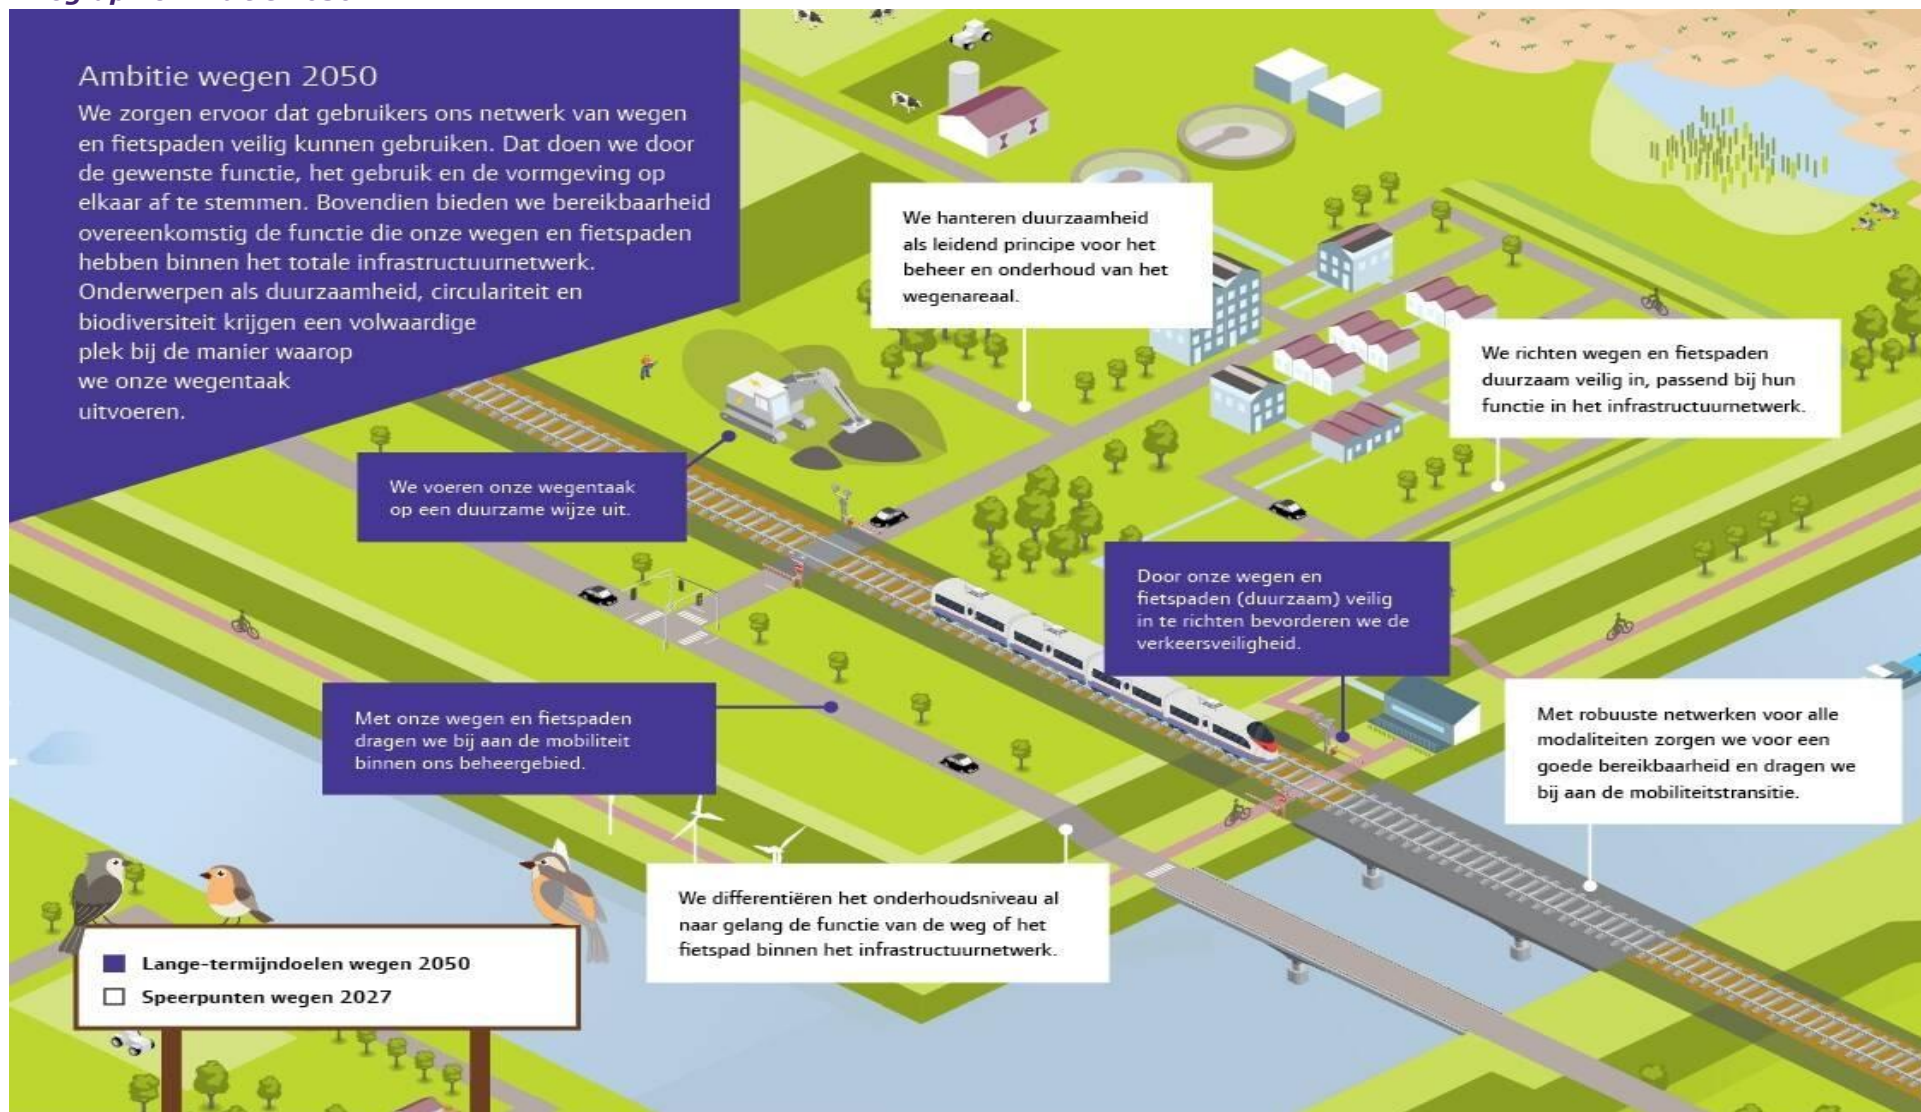 Ambitie wegen 2050
We zorgen ervoor dat gebruikers ons netwerk van wegen
en fietspaden veilig kunnen gebruiken. Dat doen we door
de gewenste functie, het gebruik en de vormgeving op
elkaar af te stemmen. Bovendien bieden we bereikbaarheid
overeenkomstig de functie die onze wegen en fietspaden
hebben binnen het totale infrastructuurnetwerk.
Onderwerpen als duurzaamheid, circulariteit en
biodiversiteit krijgen een volwaardige
plek bij de manier waarop
we onze wegentaak
uitvoeren.
We hanteren duurzaamheid
als leidend principe voor het
beheer en onderhoud van het
wegenareaal.
We richten wegen en fietspaden
duurzaam veilig in, passend bij hun
functie in het infrastructuurnetwerk.
We voeren onze wegentaak
op een duurzame wijze uit.
Door onze wegen en
fietspaden (duurzaam) veilig
in te richten bevorderen we de
verkeersveiligheid.
Met onze wegen en fietspaden
dragen we bij aan de mobiliteit
binnen ons beheergebied.
Met robuuste netwerken voor alle
modaliteiten zorgen we voor een
goede bereikbaarheid en dragen we
bij aan de mobiliteitstransitie.
We differentiëren het onderhoudsniveau al
naar gelang de functie van de weg of het
fietspad binnen het infrastructuurnetwerk.
Lange-termijndoelen wegen 2050
Speerpunten wegen 2027